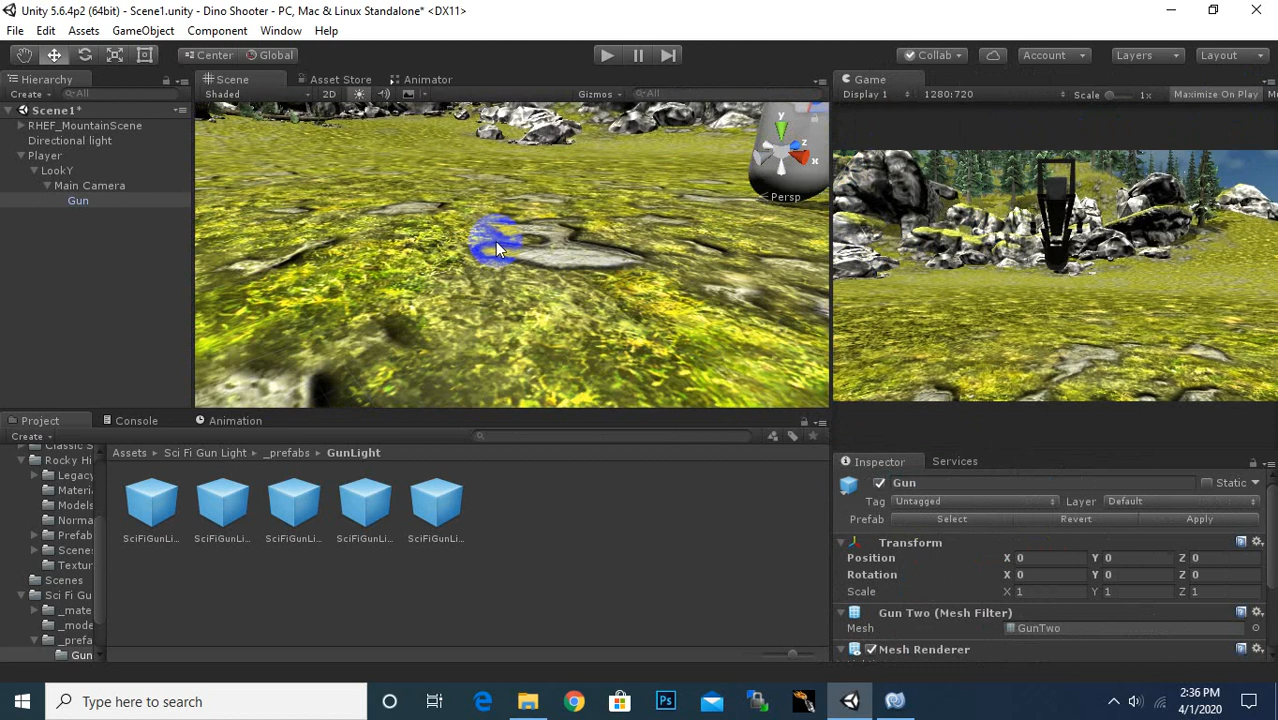 Unity 5.6.4p2 (64bit) - Scene1.unity - Dino Shooter - PC, Mac & Linux Standalone* <DX11>
File Edit Assets GameObject Component Window Help
Center Global Collab Account Layers Layout
Hierarchy Scene Asset Store Animator Game
Create All Shaded 2D Gizmos All Display 1 1280:720 Scale 1x Maximize On Play
Scene1*
RHEF_MountainScene
Directional light
Player
LookY
Main Camera
Gun
y
z
x
Persp
Project Console Animation
Create
Classic S
Rocky Hi
Legacy
Materi
Models
Norma
Prefab
Scenes
Textur
Scenes
Sci Fi Gu
_mate
_mode
_prefa
Gun
Assets Sci Fi Gun Light _prefabs GunLight
SciFiGunLi... SciFiGunLi... SciFiGunLi... SciFiGunLi... SciFiGunLi...
Inspector Services
Gun Static
Tag Untagged Layer Default
Prefab Select Revert Apply
Transform
Position X 0 Y 0 Z 0
Rotation X 0 Y 0 Z 0
Scale X 1 Y 1 Z 1
Gun Two (Mesh Filter)
Mesh GunTwo
Mesh Renderer
Type here to search
2:36 PM
4/1/2020